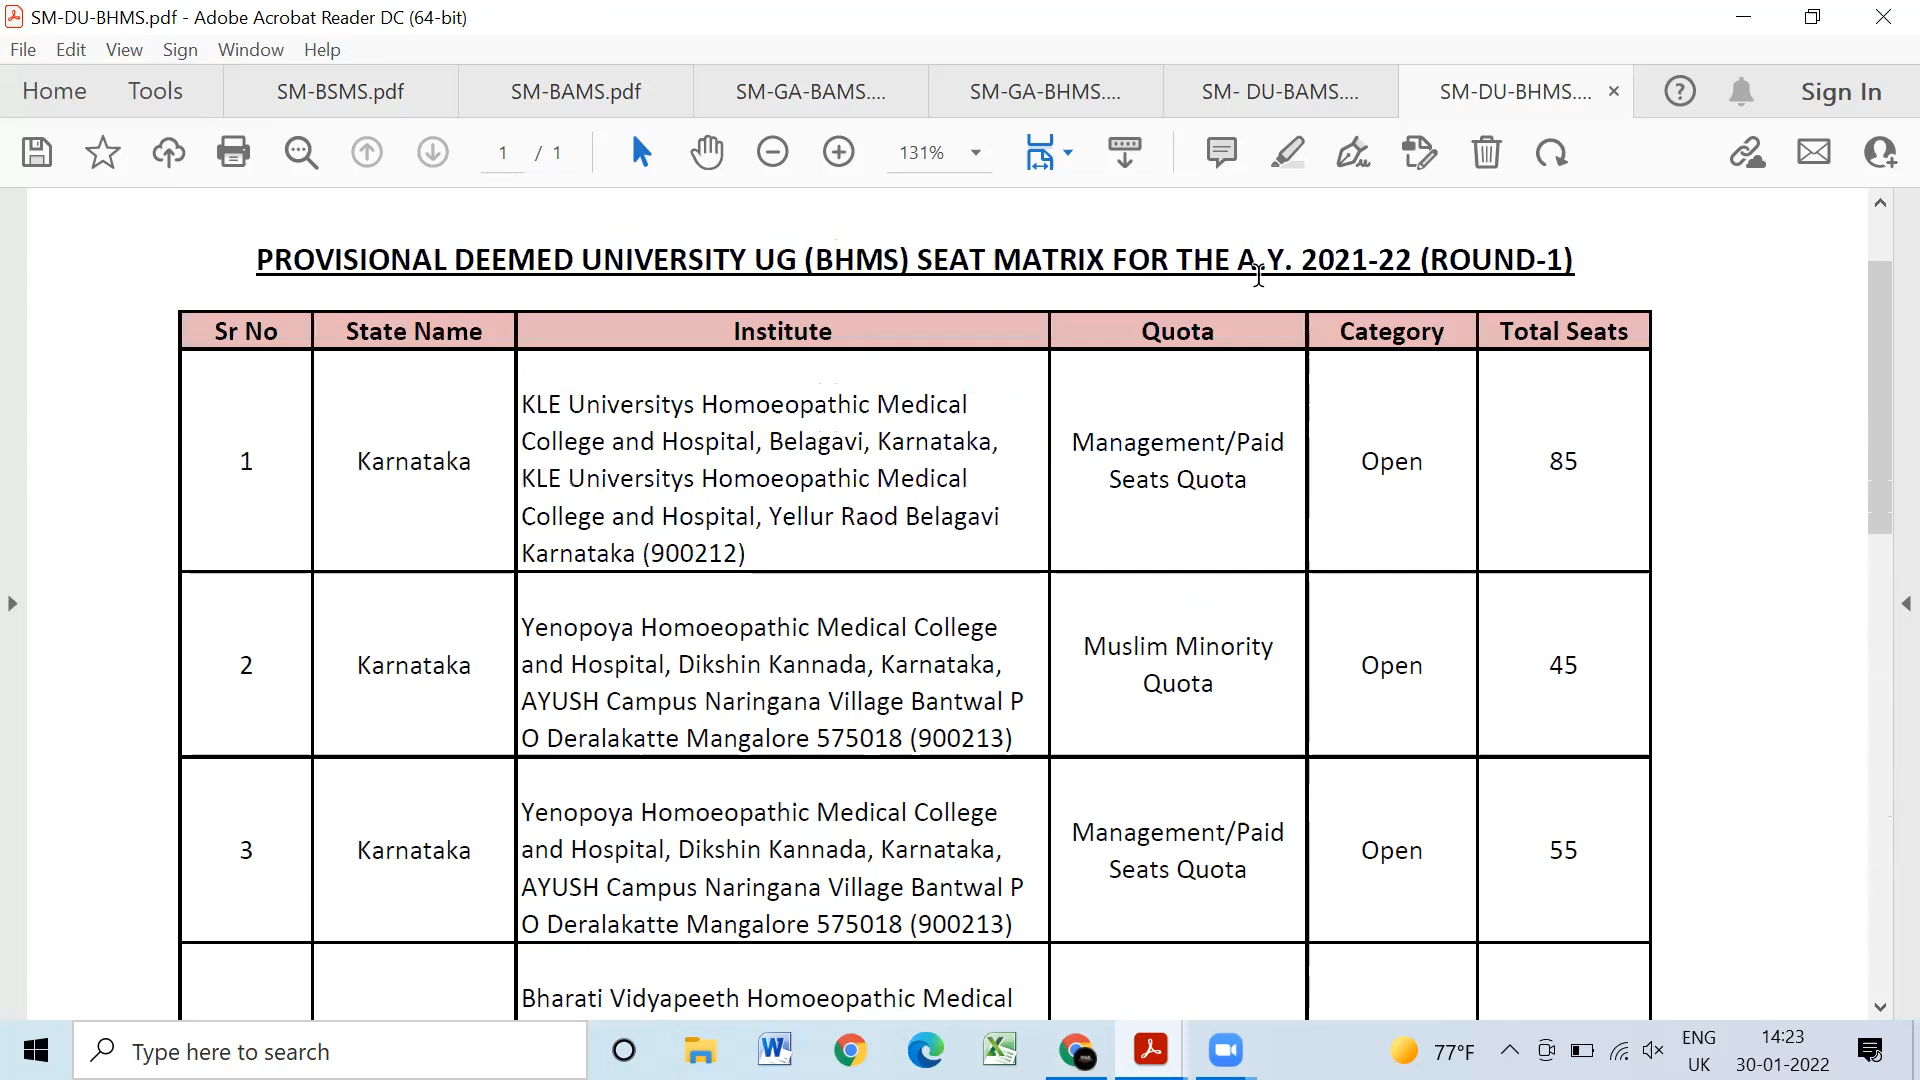 SM-DU-BHMS.pdf - Adobe Acrobat Reader DC (64-bit)
File Edit View Sign Window Help
Home Tools SM-BSMS.pdf SM-BAMS.pdf SM-GA-BAMS.... SM-GA-BHMS.... SM- DU-BAMS.... SM-DU-BHMS.... × Sign In
1 / 1 131%
PROVISIONAL DEEMED UNIVERSITY UG (BHMS) SEAT MATRIX FOR THE A.Y. 2021-22 (ROUND-1)
Sr No State Name Institute Quota Category Total Seats
1 Karnataka
KLE Universitys Homoeopathic Medical
College and Hospital, Belagavi, Karnataka,
KLE Universitys Homoeopathic Medical
College and Hospital, Yellur Raod Belagavi
Karnataka (900212)
Management/Paid
Seats Quota
Open 85
2 Karnataka
Yenopoya Homoeopathic Medical College
and Hospital, Dikshin Kannada, Karnataka,
AYUSH Campus Naringana Village Bantwal P
O Deralakatte Mangalore 575018 (900213)
Muslim Minority
Quota
Open 45
3 Karnataka
Yenopoya Homoeopathic Medical College
and Hospital, Dikshin Kannada, Karnataka,
AYUSH Campus Naringana Village Bantwal P
O Deralakatte Mangalore 575018 (900213)
Management/Paid
Seats Quota
Open 55
Bharati Vidyapeeth Homoeopathic Medical
Type here to search
77°F
ENG
UK
14:23
30-01-2022